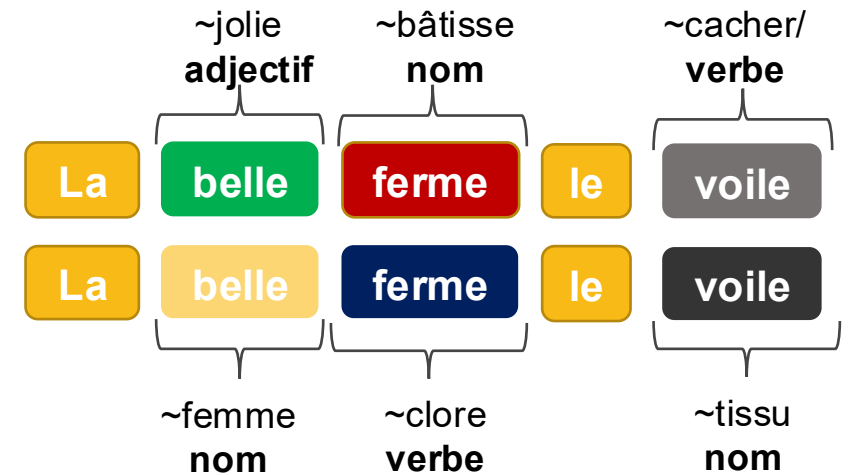 ~jolie ~bâtisse ~cacher/
adjectif nom verbe
La belle ferme le voile
La belle ferme le voile
~femme ~clore ~tissu
nom verbe nom